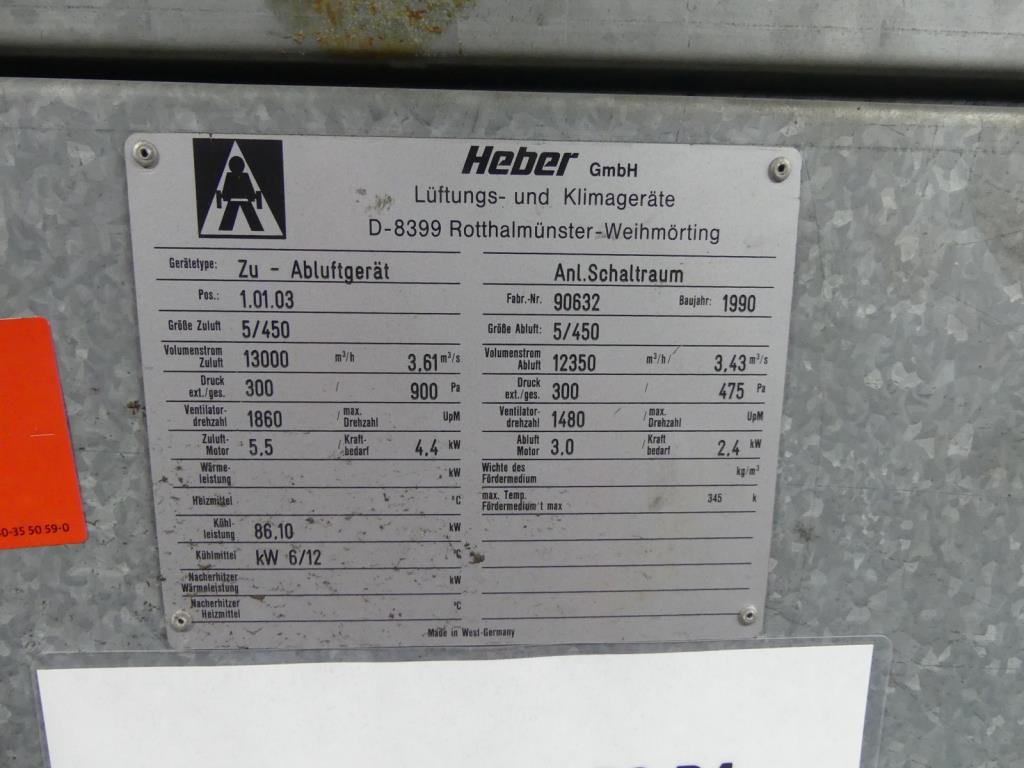 Heber GmbH
Lüftungs- und Klimageräte
D-8399 Rotthalmünster-Weihmörting
Gerätetype: Zu - Abluftgerät
Anl.Schaltraum
Pos.: 1.01.03
Fabr.-Nr. 90632 Baujahr: 1990
Größe Zuluft 5/450
Größe Abluft: 5/450
Volumenstrom Zuluft 13000 m³/h 3,61 m³/s
Volumenstrom Abluft 12350 m³/h/ 3,43 m³/s
Druck ext./ges. 300 / 900 Pa
Druck ext./ges. 300 / 475 Pa
Ventilator-drehzahl 1860 /max. Drehzahl UpM
Ventilator-drehzahl 1480 /max. Drehzahl UpM
Zuluft-Motor 5,5 /Kraft-bedarf 4,4 kW
Abluft Motor 3,0 /Kraft bedarf 2,4 kW
Wärme-leistung kW
Wichte des Fördermedium kg/m³
Heizmittel °C
max. Temp. Fördermedium t max 345 k
Kühl-leistung 86,10 kW
Kühlmittel kW 6/12 °C
Nacherhitzer Wärmeleistung kW
Nacherhitzer Heizmittel °C
Made in West-Germany
0-35 50 59-0